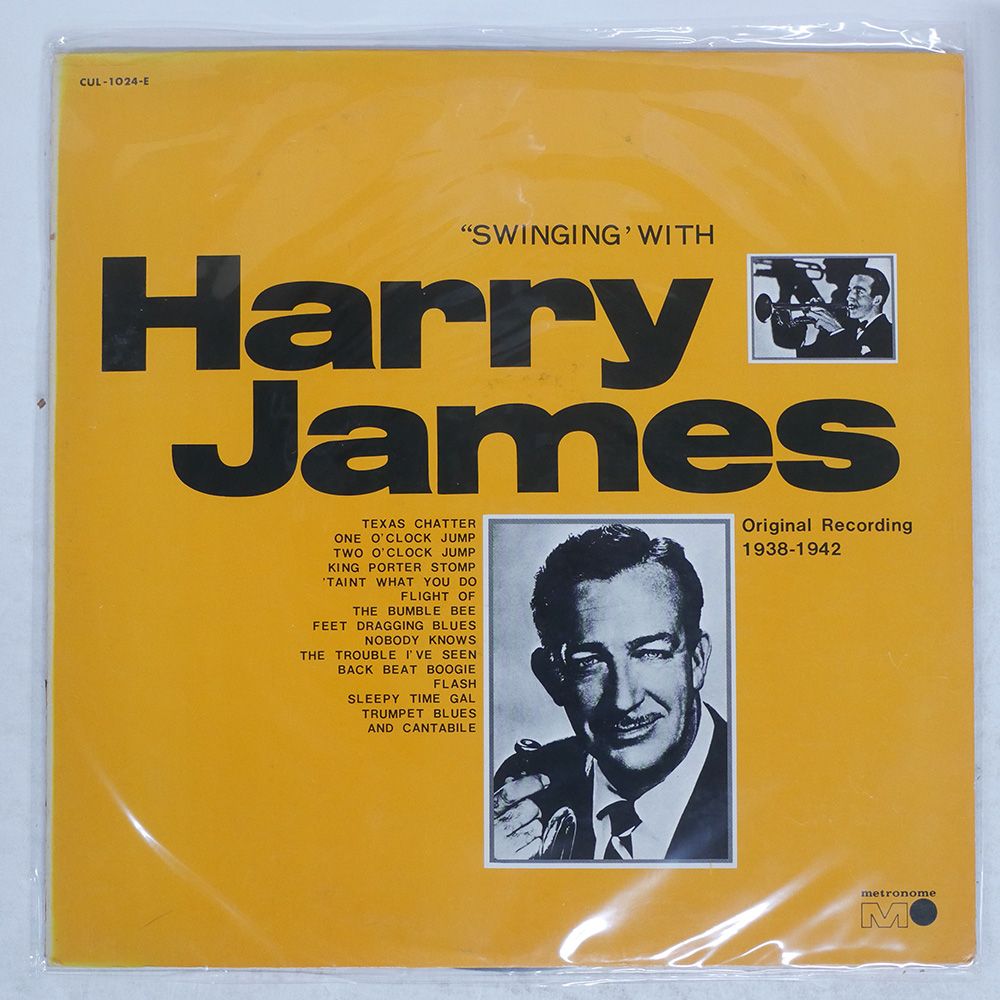 CUL-1024-E
“SWINGING’ WITH
Harry
James
TEXAS CHATTER
ONE O'CLOCK JUMP
TWO O'CLOCK JUMP
KING PORTER STOMP
'TAINT WHAT YOU DO
FLIGHT OF
THE BUMBLE BEE
FEET DRAGGING BLUES
NOBODY KNOWS
THE TROUBLE I'VE SEEN
BACK BEAT BOOGIE
FLASH
SLEEPY TIME GAL
TRUMPET BLUES
AND CANTABILE
Original Recording
1938-1942
metronome
M